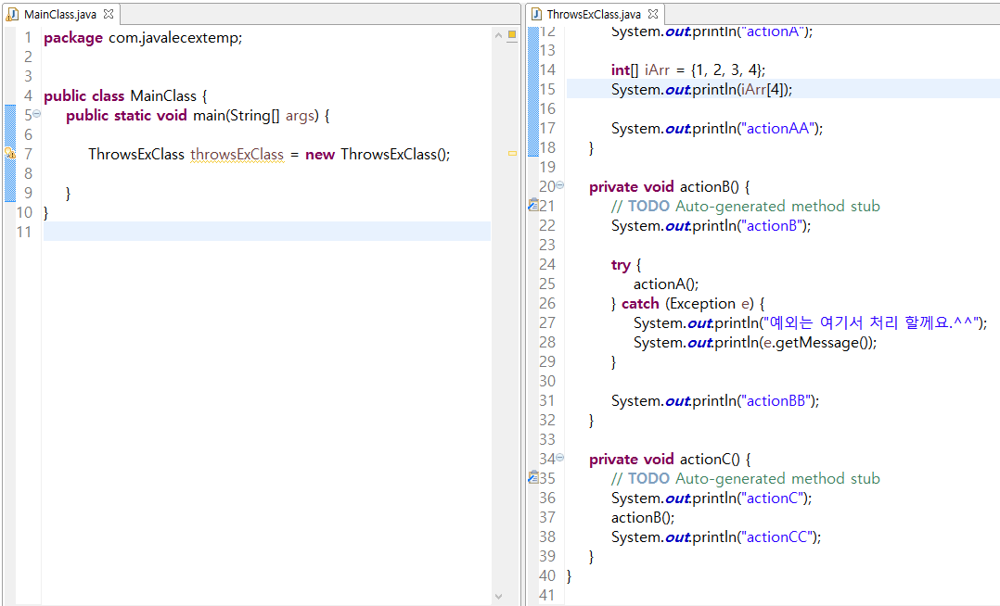 MainClass.java
1 package com.javalecextemp;
2
3
4 public class MainClass {
5 public static void main(String[] args) {
6
7 ThrowsExClass throwsExClass = new ThrowsExClass();
8
9 }
10 }
11
ThrowsExClass.java
12 System.out.println("actionA");
13
14 int[] iArr = {1, 2, 3, 4};
15 System.out.println(iArr[4]);
16
17 System.out.println("actionAA");
18 }
19
20 private void actionB() {
21 // TODO Auto-generated method stub
22 System.out.println("actionB");
23
24 try {
25 actionA();
26 } catch (Exception e) {
27 System.out.println("예외는 여기서 처리 할께요.^^");
28 System.out.println(e.getMessage());
29 }
30
31 System.out.println("actionBB");
32 }
33
34 private void actionC() {
35 // TODO Auto-generated method stub
36 System.out.println("actionC");
37 actionB();
38 System.out.println("actionCC");
39 }
40 }
41